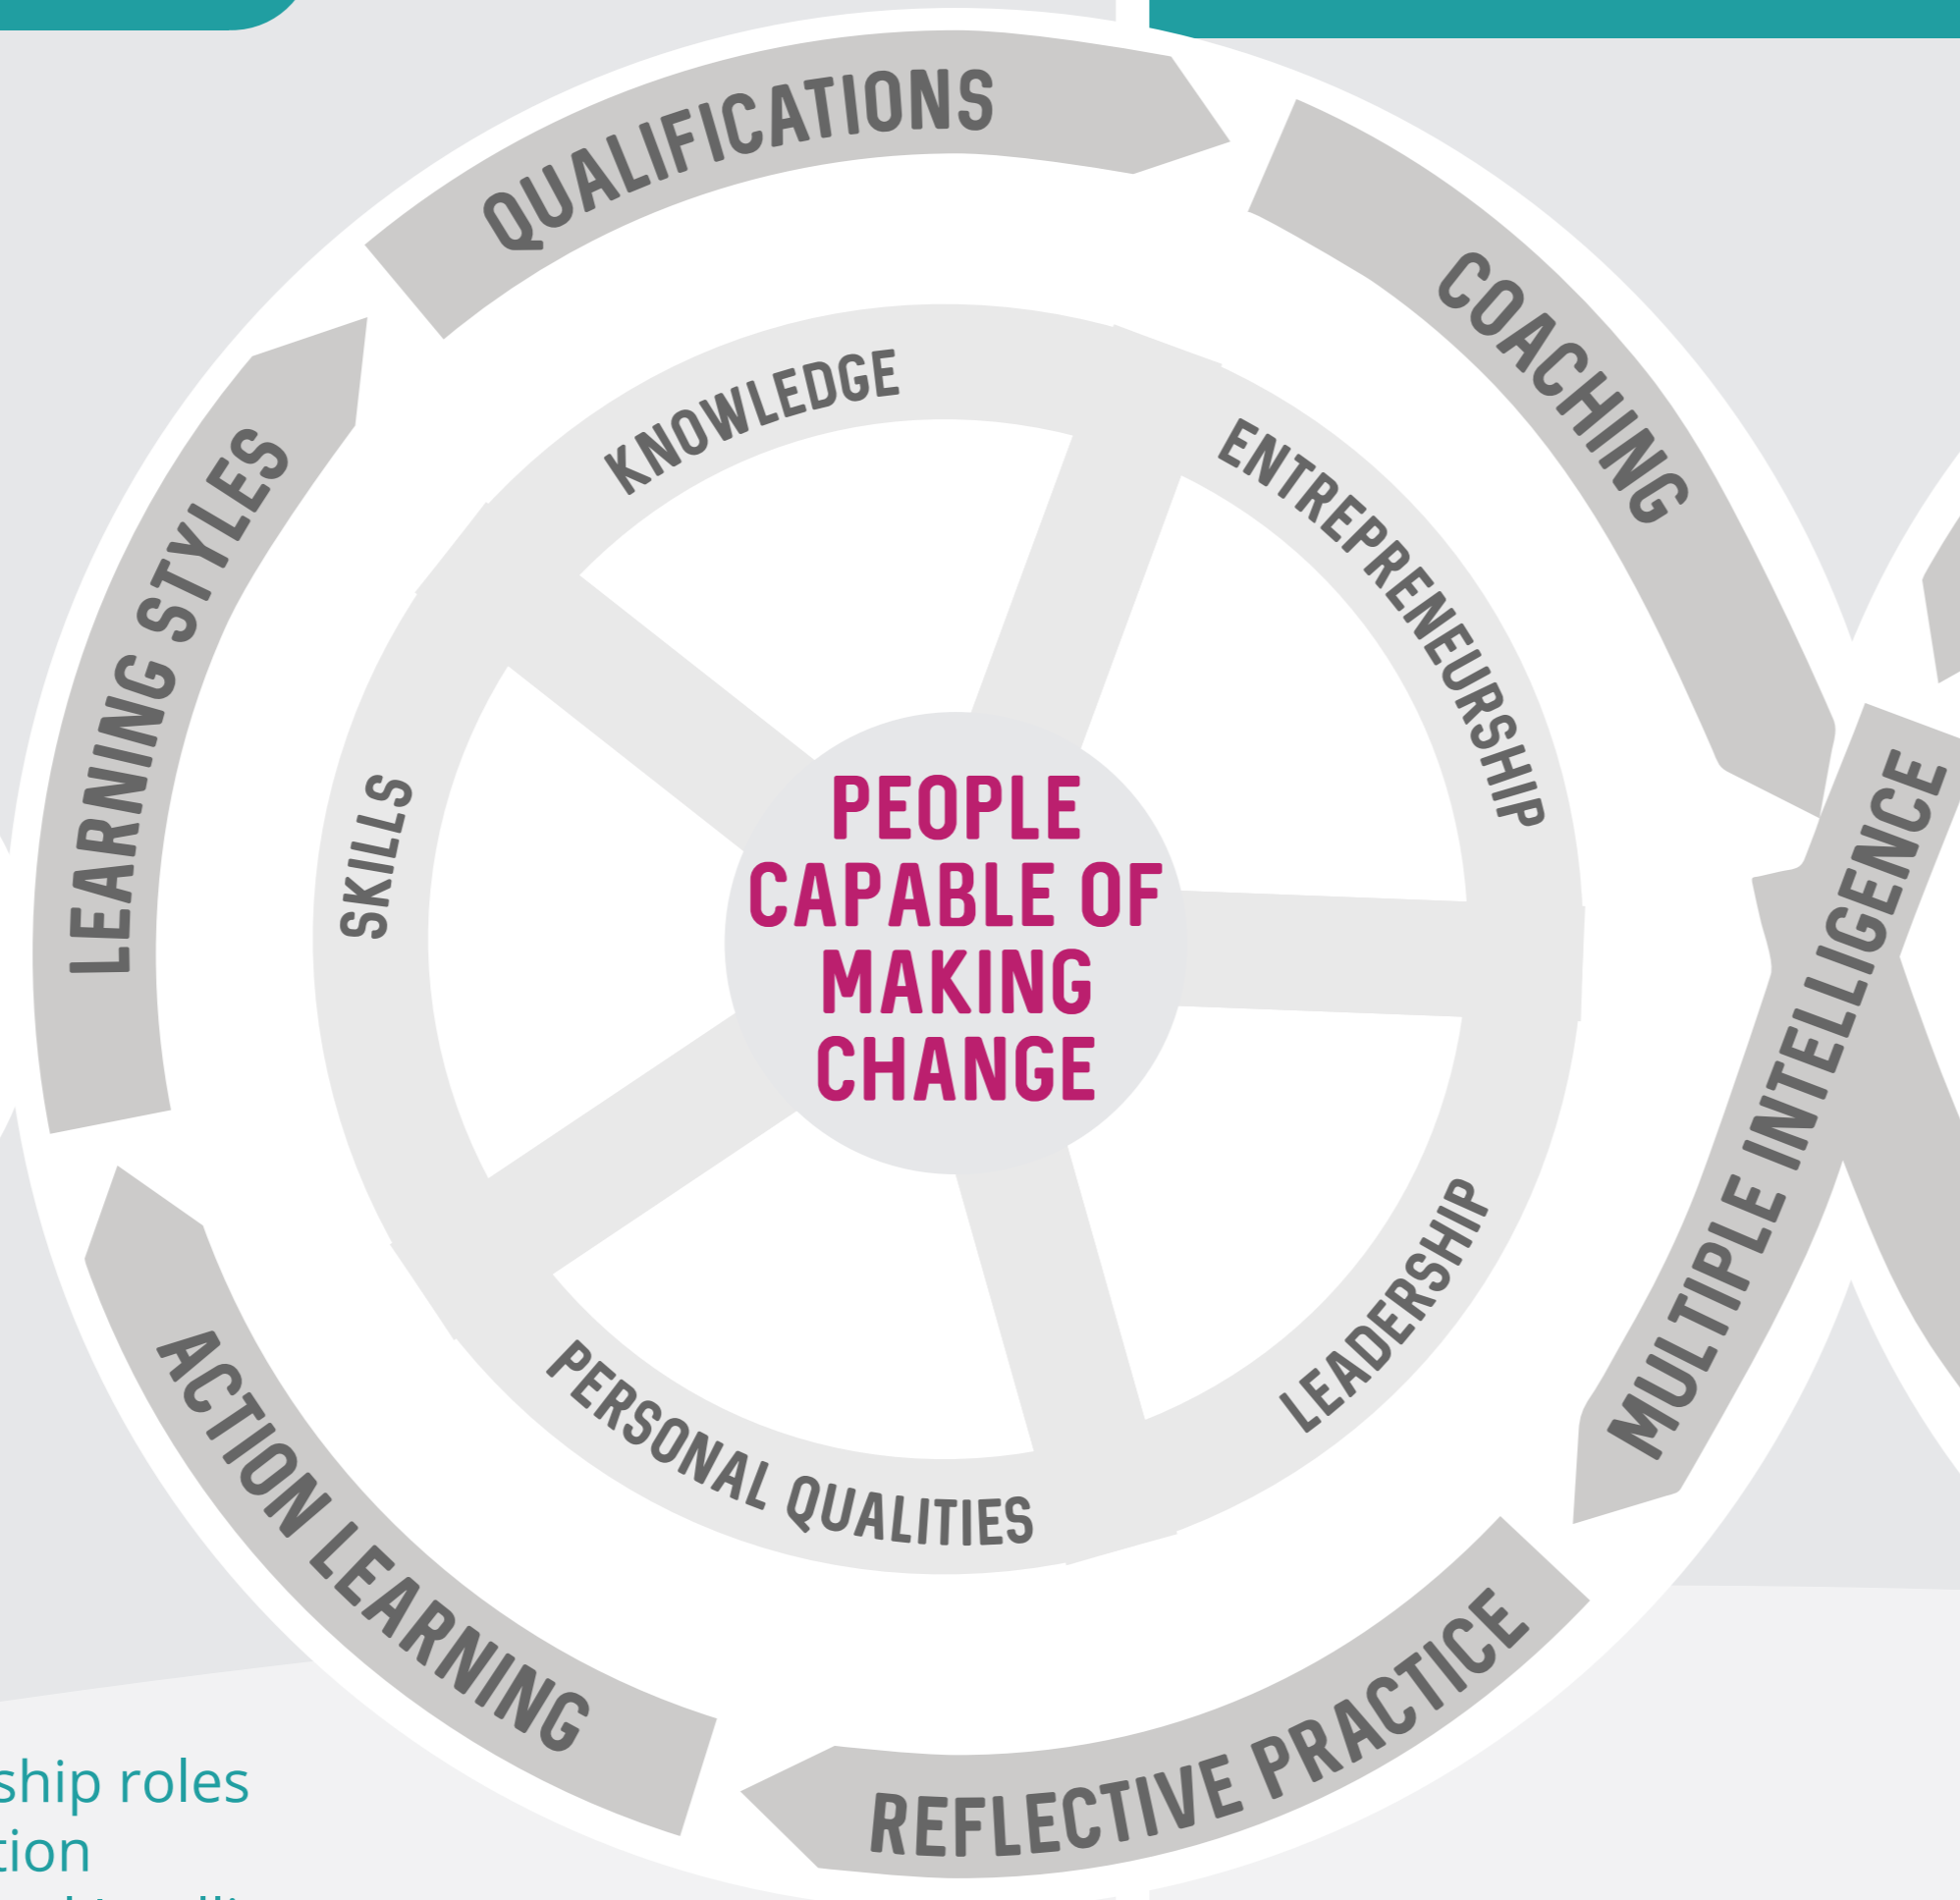 QUALIFICATIONS
COACHING
MULTIPLE INTELLIGENCE
REFLECTIVE PRACTICE
ACTION LEARNING
LEARNING STYLES
KNOWLEDGE
ENTREPRENEURSHIP
LEADERSHIP
PERSONAL QUALITIES
SKILLS
PEOPLE
CAPABLE OF
MAKING
CHANGE
ship roles
tion